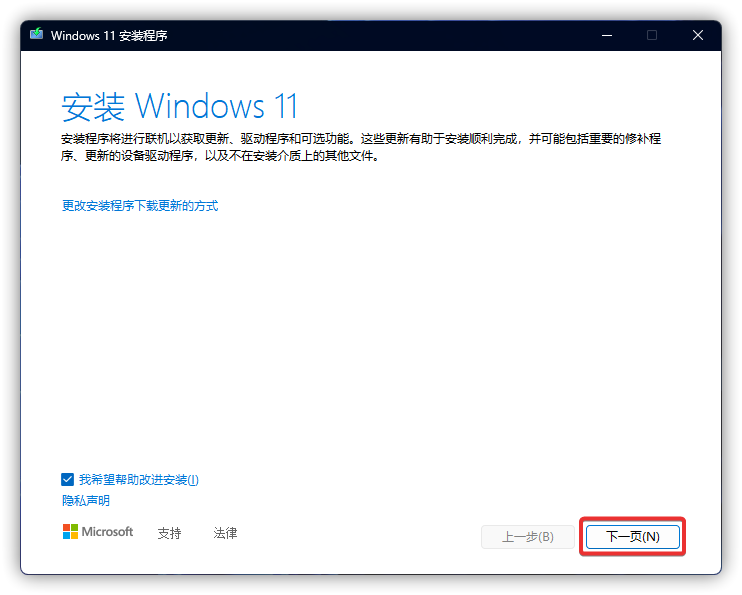 Windows 11 安装程序
安装 Windows 11
安装程序将进行联机以获取更新、驱动程序和可选功能。这些更新有助于安装顺利完成，并可能包括重要的修补程
序、更新的设备驱动程序，以及不在安装介质上的其他文件。
更改安装程序下载更新的方式
我希望帮助改进安装(I)
隐私声明
Microsoft 支持 法律
上一步(B) 下一页(N)